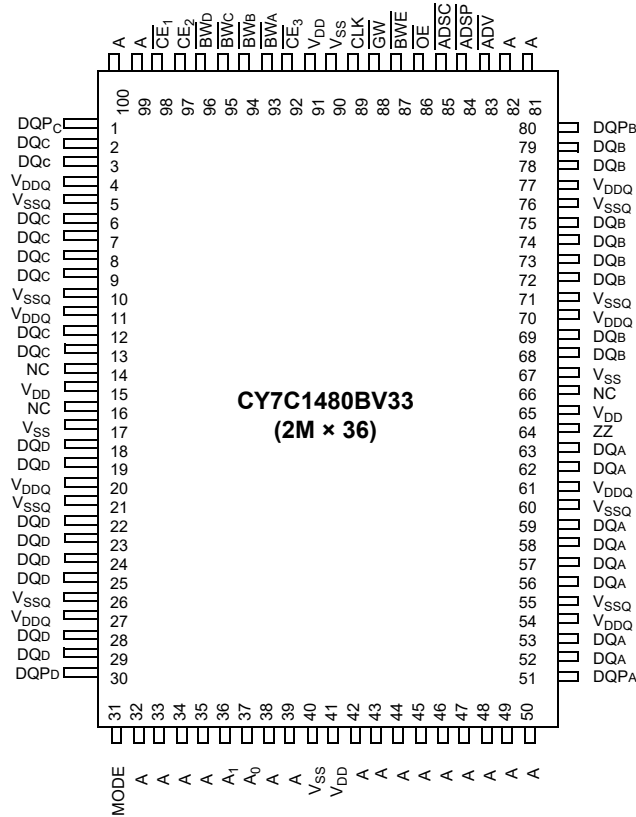 A A CE1 CE2 BWD BWC BWB BWA CE3 VDD VSS CLK GW BWE OE ADSC ADSP ADV A A
100 99 98 97 96 95 94 93 92 91 90 89 88 87 86 85 84 83 82 81
DQPC 1
DQC 2
DQc 3
VDDQ 4
VSSQ 5
DQC 6
DQC 7
DQC 8
DQC 9
VSSQ 10
VDDQ 11
DQC 12
DQC 13
NC 14
VDD 15
NC 16
VSS 17
DQD 18
DQD 19
VDDQ 20
VSSQ 21
DQD 22
DQD 23
DQD 24
DQD 25
VSSQ 26
VDDQ 27
DQD 28
DQD 29
DQPD 30
CY7C1480BV33
(2M × 36)
80 DQPB
79 DQB
78 DQB
77 VDDQ
76 VSSQ
75 DQB
74 DQB
73 DQB
72 DQB
71 VSSQ
70 VDDQ
69 DQB
68 DQB
67 VSS
66 NC
65 VDD
64 ZZ
63 DQA
62 DQA
61 VDDQ
60 VSSQ
59 DQA
58 DQA
57 DQA
56 DQA
55 VSSQ
54 VDDQ
53 DQA
52 DQA
51 DQPA
31 32 33 34 35 36 37 38 39 40 41 42 43 44 45 46 47 48 49 50
MODE A A A A A1 A0 A A VSS VDD A A A A A A A A A